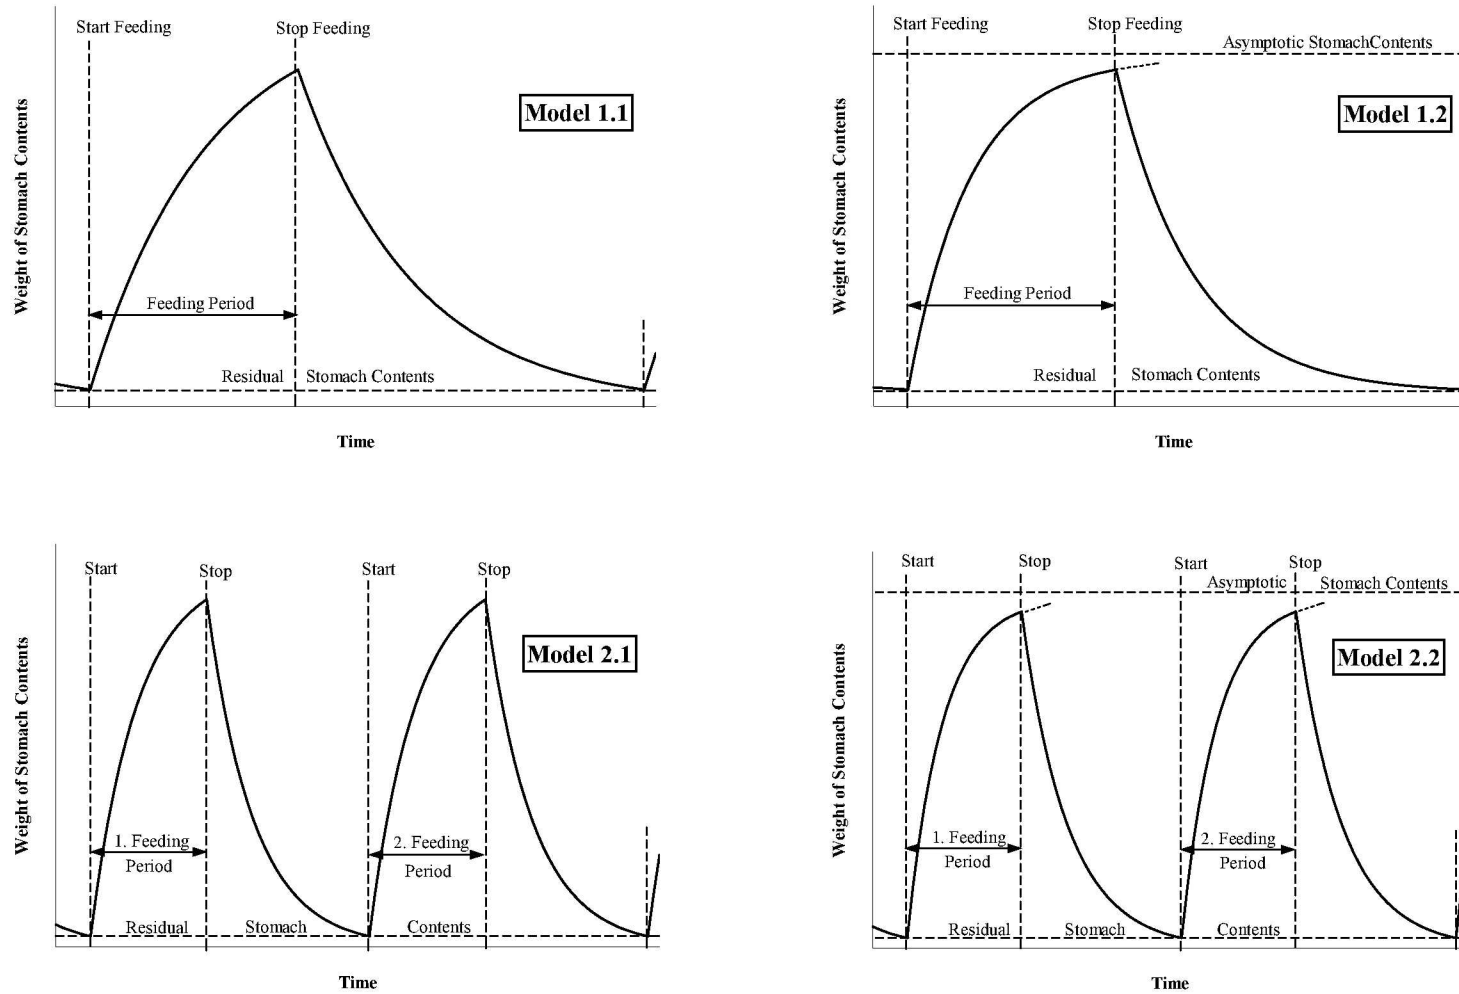 Start Feeding
Stop Feeding
Model 1.1
Weight of Stomach Contents
Feeding Period
Residual Stomach Contents
Time
Start Feeding
Stop Feeding
Asymptotic StomachContents
Model 1.2
Weight of Stomach Contents
Feeding Period
Residual Stomach Contents
Time
Start
Stop
Start
Stop
Model 2.1
Weight of Stomach Contents
1. Feeding
Period
2. Feeding
Period
Residual Stomach Contents
Time
Start
Stop
Start
Stop
Asymptotic Stomach Contents
Model 2.2
Weight of Stomach Contents
1. Feeding
Period
2. Feeding
Period
Residual Stomach Contents
Time